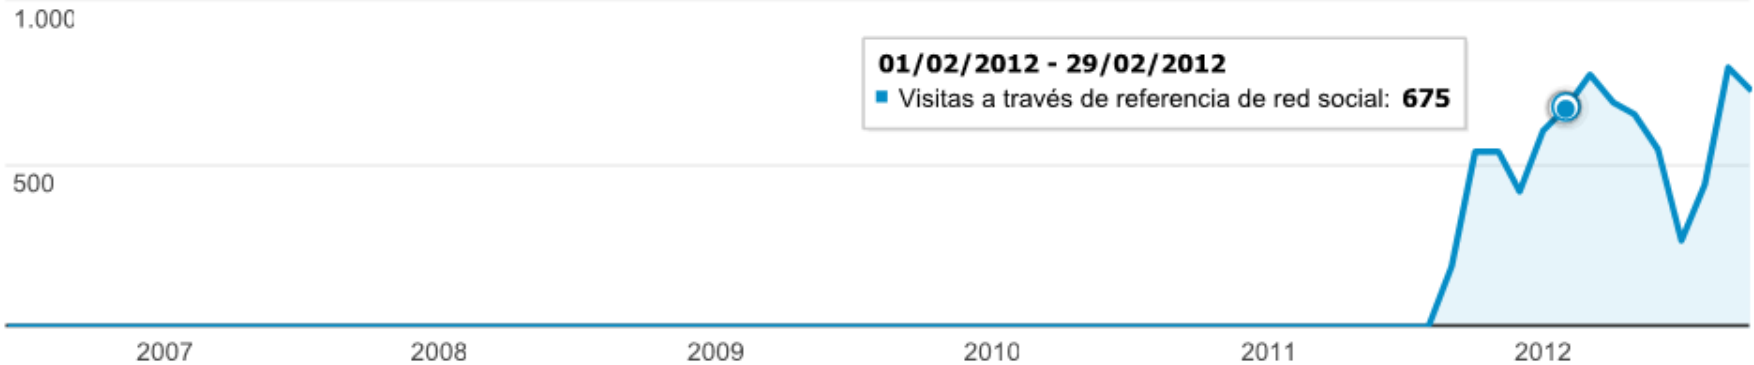 1.000
01/02/2012 - 29/02/2012
Visitas a través de referencia de red social: 675
500
2007 2008 2009 2010 2011 2012